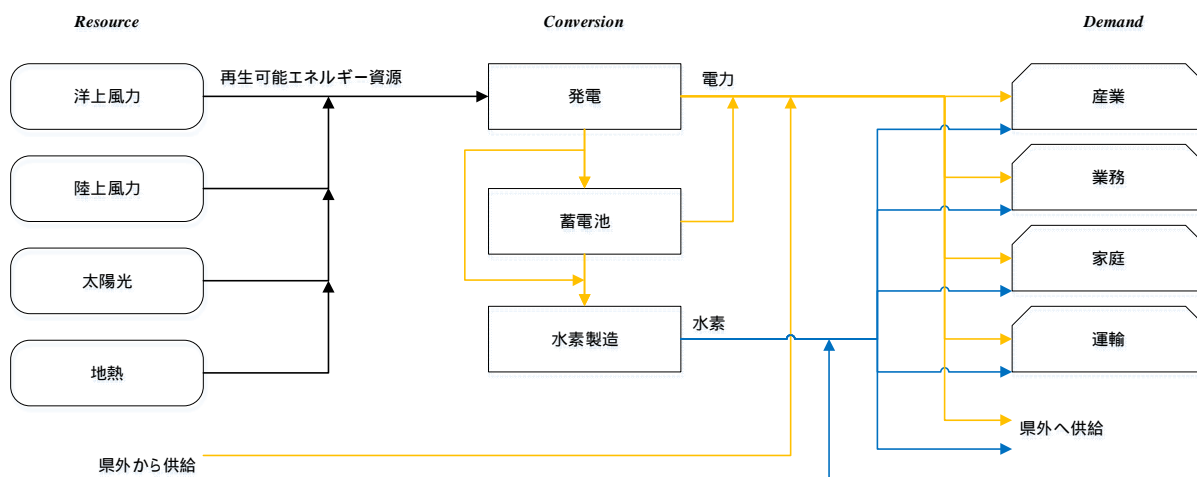 Resource
Conversion
Demand
洋上風力
再生可能エネルギー資源
発電
電力
産業
陸上風力
蓄電池
業務
太陽光
家庭
地熱
水素製造
水素
運輸
県外から供給
県外へ供給